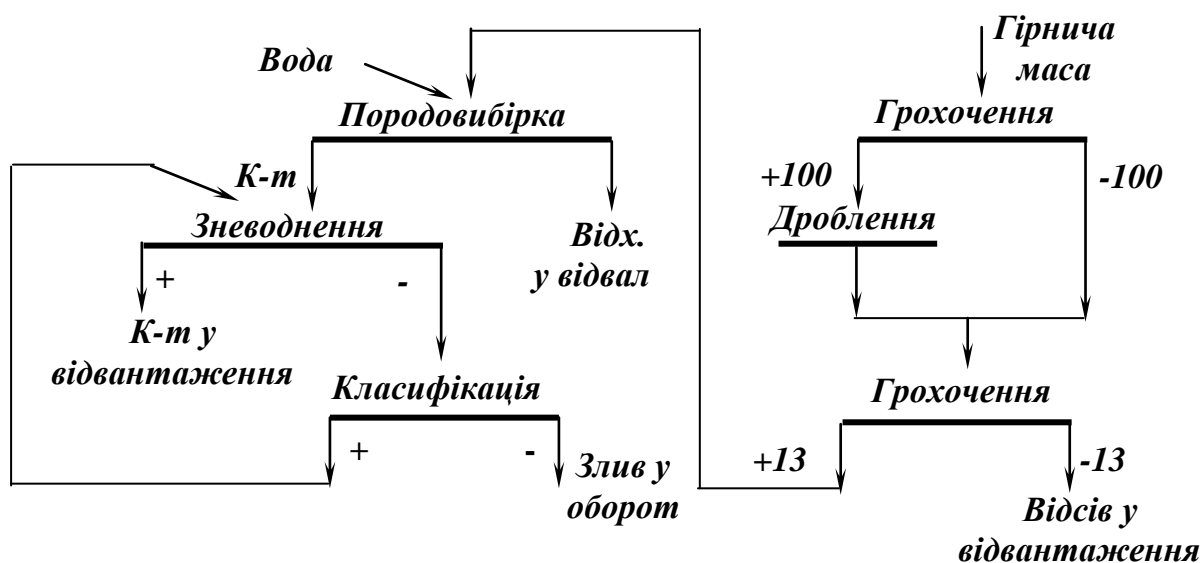 Гірнича
маса
Вода
Породовибірка
Грохочення
К-т
+100
-100
Зневоднення
Дроблення
Відх.
у відвал
+
-
К-т у
відвантаження
Класифікація
Грохочення
+
-
Злив у
оборот
+13
-13
Відсів у
відвантаження